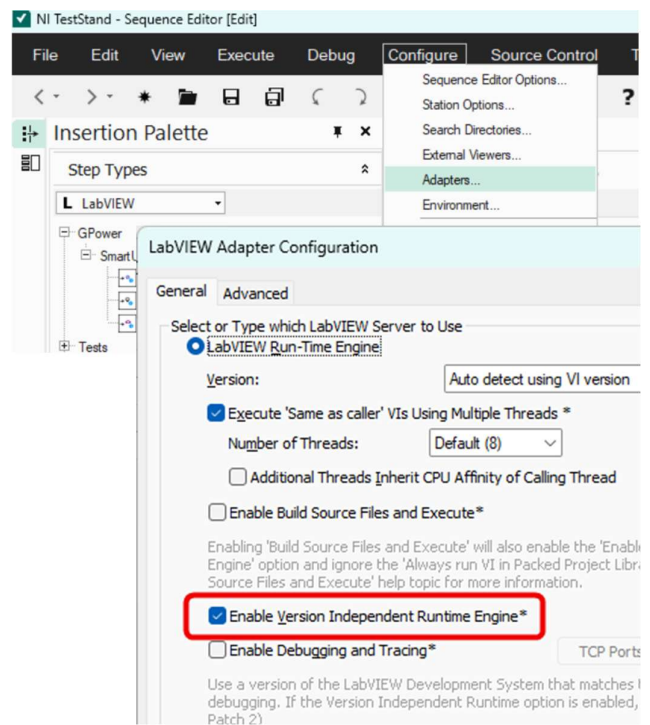 NI TestStand - Sequence Editor [Edit]
File Edit View Execute Debug Configure Source Control
Sequence Editor Options...
Station Options...
Search Directories...
External Viewers...
Adapters...
Environment...
Insertion Palette
Step Types
L LabVIEW
GPower
Tests
LabVIEW Adapter Configuration
General Advanced
Select or Type which LabVIEW Server to Use
LabVIEW Run-Time Engine
Version: Auto detect using VI version
Execute 'Same as caller' VIs Using Multiple Threads *
Number of Threads: Default (8)
Additional Threads Inherit CPU Affinity of Calling Thread
Enable Build Source Files and Execute*
Enabling 'Build Source Files and Execute' will also enable the 'Enabl
Engine' option and ignore the 'Always run VI in Packed Project Libr
Source Files and Execute' help topic for more information.
Enable Version Independent Runtime Engine*
Enable Debugging and Tracing* TCP Ports
Use a version of the LabVIEW Development System that matches
debugging. If the Version Independent Runtime option is enabled,
Patch 2)